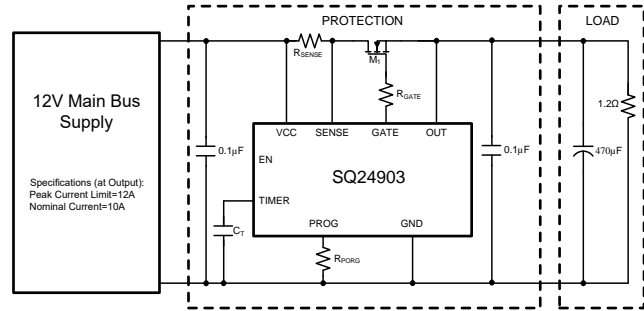 PROTECTION
LOAD
RSENSE
M1
RGATE
1.2Ω
12V Main Bus
Supply
VCC
SENSE
GATE
OUT
0.1µF
EN
SQ24903
0.1µF
470µF
Specifications (at Output):
Peak Current Limit=12A
Nominal Current=10A
TIMER
PROG
GND
CT
RPORG